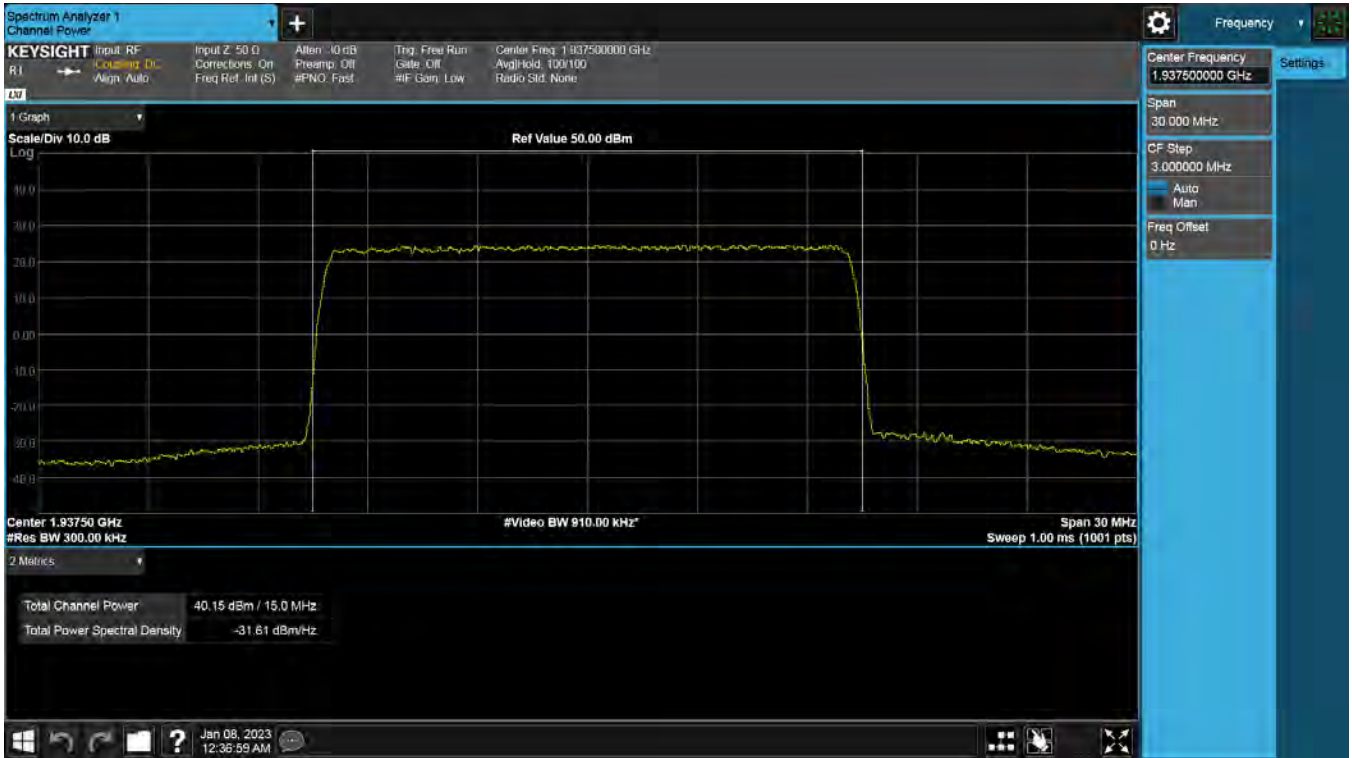 Spectrum Analyzer 1
Channel Power
+
Frequency
KEYSIGHT Input: RF
Coupling: DC
Align: Auto
Input Z: 50 Ω
Corrections: On
Freq Ref: Int (S)
Preamp: Off
#PNO: Fast
Trig: Free Run
Gate: Off
#IF Gain: Low
Center Freq: 1.937500000 GHz
Avg|Hold: 100/100
Radio Std: None
LXI
Center Frequency
1.937500000 GHz
Settings
Span
30.000 MHz
CF Step
3.000000 MHz
Auto
Man
Freq Offset
0 Hz
1 Graph
Scale/Div 10.0 dB
Ref Value 50.00 dBm
Log
40.0
30.0
20.0
10.0
0.00
-10.0
-20.0
-30.0
-40.0
Center 1.93750 GHz
#Video BW 910.00 kHz*
Span 30 MHz
#Res BW 300.00 kHz
Sweep 1.00 ms (1001 pts)
2 Metrics
Total Channel Power 40.15 dBm / 15.0 MHz
Total Power Spectral Density -31.61 dBm/Hz
?
Jan 08, 2023
12:36:59 AM